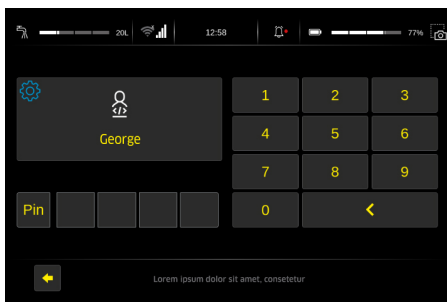 20L 12:58 77%
George
1 2 3
4 5 6
7 8 9
Pin 0
Lorem ipsum dolor sit amet, consetetur